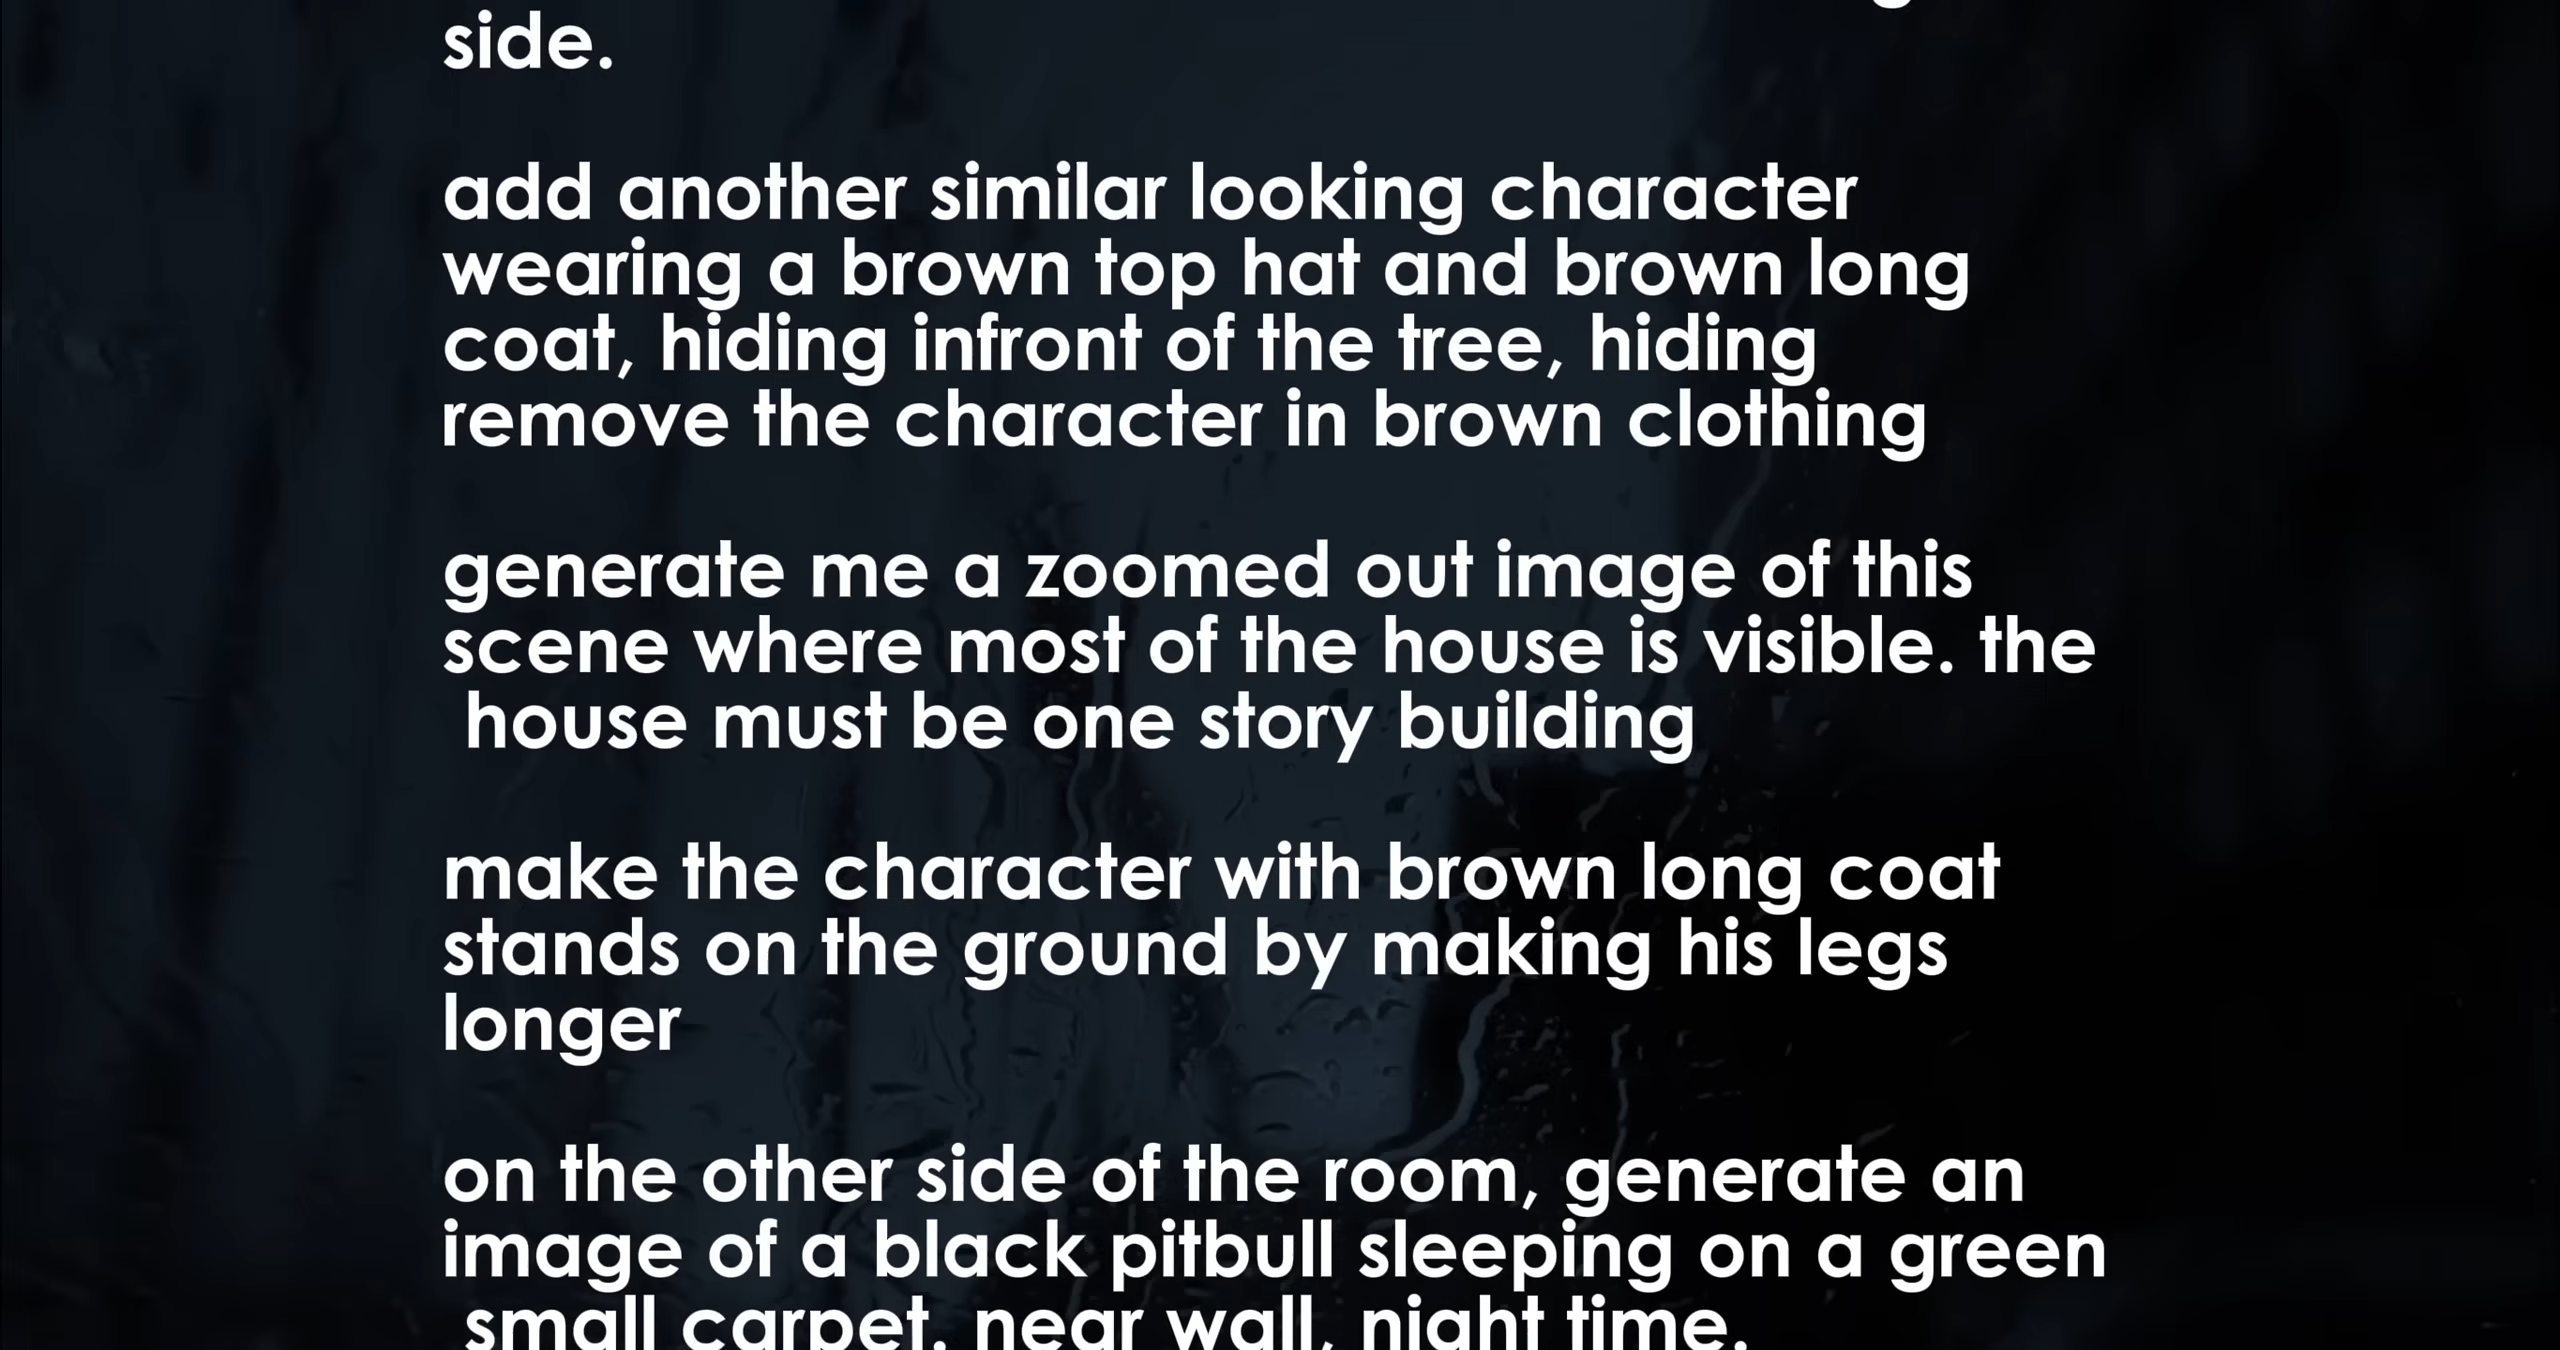 side.
add another similar looking character
wearing a brown top hat and brown long
coat, hiding infront of the tree, hiding
remove the character in brown clothing
generate me a zoomed out image of this
scene where most of the house is visible. the
house must be one story building
make the character with brown long coat
stands on the ground by making his legs
longer
on the other side of the room, generate an
image of a black pitbull sleeping on a green
small carpet. near wall, night time.